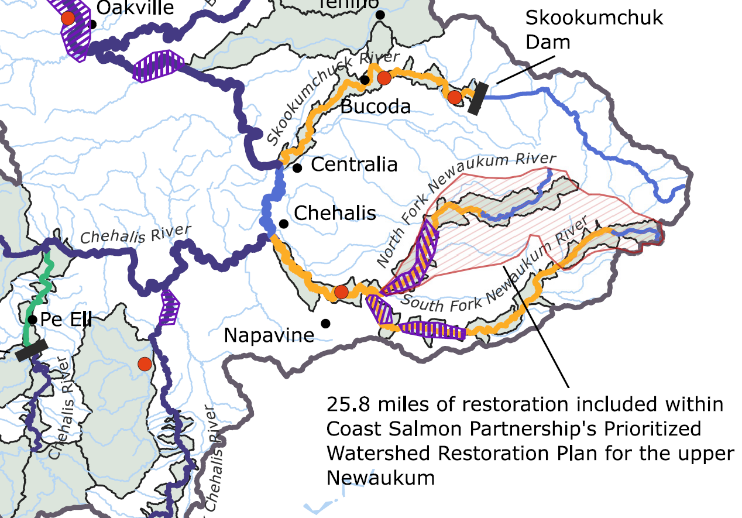 Oakville
Tenino
Skookumchuk
Dam
Skookumchuck River
Bucoda
Centralia
North Fork Newaukum River
Chehalis
Chehalis River
South Fork Newaukum River
Pe Ell
Napavine
Chehalis River
Chehalis River
25.8 miles of restoration included within
Coast Salmon Partnership's Prioritized
Watershed Restoration Plan for the upper
Newaukum